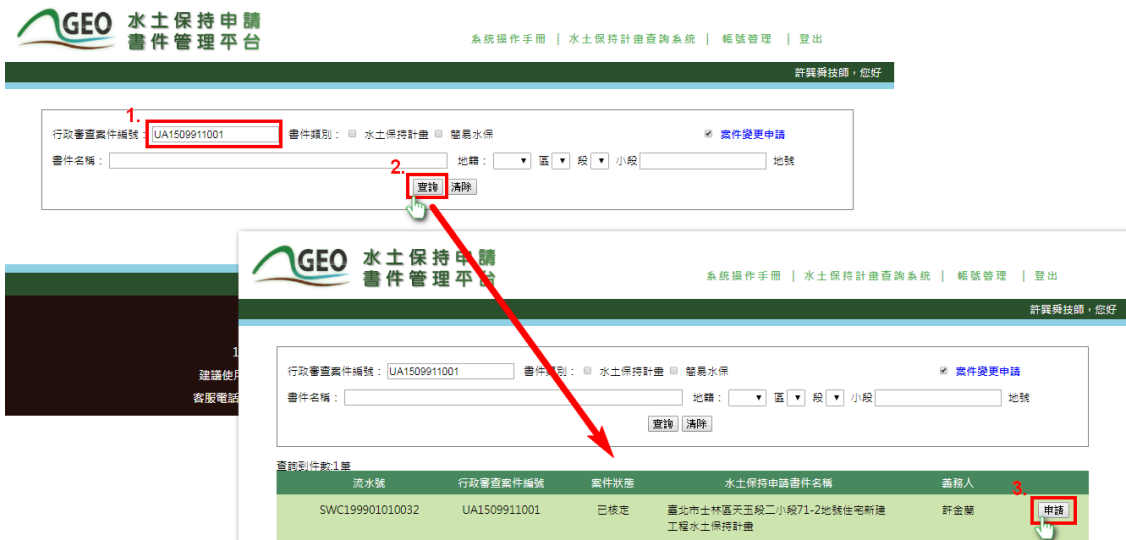 GEO 水土保持申請
書件管理平台
系統操作手冊 | 水土保持計畫查詢系統 | 帳號管理 | 登出
許巽舜技師，您好
1.
行政審查案件編號： UA1509911001 書件類別： 水土保持計畫 簡易水保 案件變更申請
書件名稱： 地籍： 區 段 小段 地號
2.
查詢 清除
GEO 水土保持申請
書件管理平台
系統操作手冊 | 水土保持計畫查詢系統 | 帳號管理 | 登出
許巽舜技師，您好
1
建議使用
客服電話
行政審查案件編號： UA1509911001 書件類別： 水土保持計畫 簡易水保 案件變更申請
書件名稱： 地籍： 區 段 小段 地號
查詢 清除
查詢到件數:1筆
流水號 行政審查案件編號 案件狀態 水土保持申請書件名稱 義務人
3.
SWC199901010032 UA1509911001 已核定 臺北市士林區天玉段二小段71-2地號住宅新建 許金蘭 申請
工程水土保持計畫